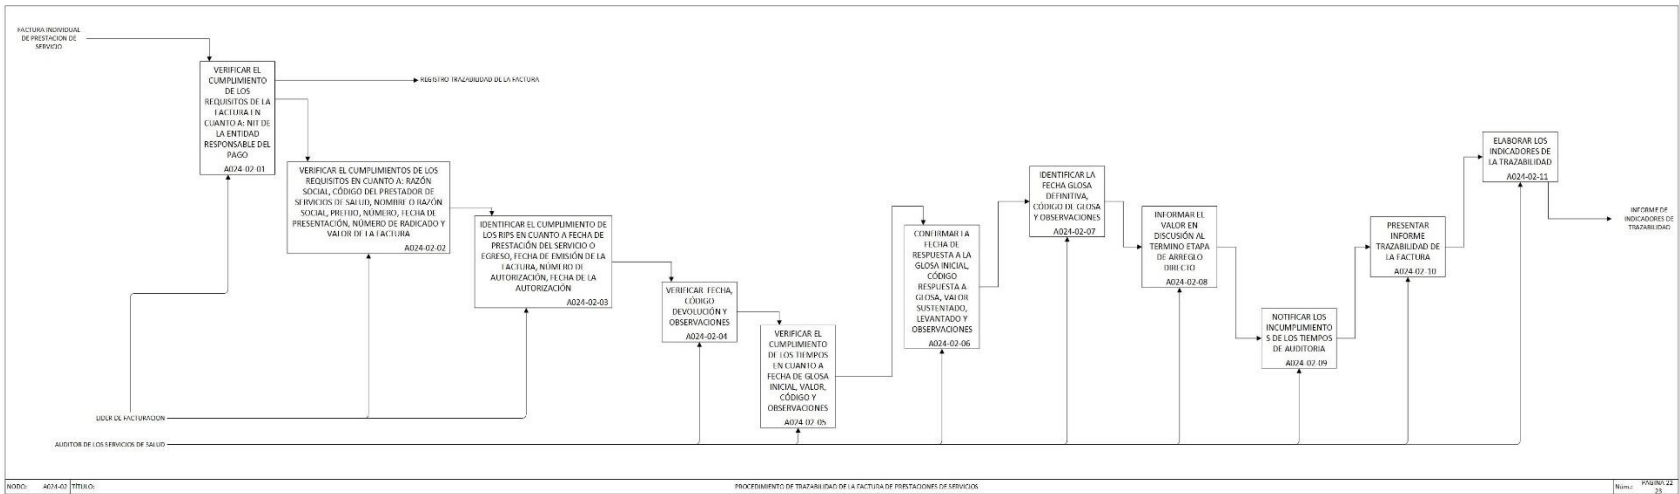 FACTURA INDIVIDUAL
DE PRESTACION DE
SERVICIO
VERIFICAR EL
CUMPLIMIENTO
DE LOS
REQUISITOS DE LA
FACTURA EN
CUANTO A: NIT DE
LA ENTIDAD
RESPONSABLE DEL
PAGO
A024-02-01
REGISTRO TRAZABILIDAD DE LA FACTURA
VERIFICAR EL CUMPLIMIENTOS DE LOS
REQUISITOS EN CUANTO A: RAZÓN
SOCIAL, CÓDIGO DEL PRESTADOR DE
SERVICIOS DE SALUD, NOMBRE O RAZÓN
SOCIAL, PREFIJO, NÚMERO, FECHA DE
PRESENTACIÓN, NÚMERO DE RADICADO Y
VALOR DE LA FACTURA
A024-02-02
IDENTIFICAR EL CUMPLIMIENTO DE
LOS RIPS EN CUANTO A FECHA DE
PRESTACIÓN DEL SERVICIO O
EGRESO, FECHA DE EMISIÓN DE LA
FACTURA, NÚMERO DE
AUTORIZACIÓN, FECHA DE LA
AUTORIZACIÓN
A024-02-03
VERIFICAR FECHA,
CÓDIGO
DEVOLUCIÓN Y
OBSERVACIONES
A024-02-04
VERIFICAR EL
CUMPLIMIENTO
DE LOS TIEMPOS
EN CUANTO A
FECHA DE GLOSA
INICIAL, VALOR,
CÓDIGO Y
OBSERVACIONES
A024-02-05
CONFIRMAR LA
FECHA DE
RESPUESTA A LA
GLOSA INICIAL,
CÓDIGO
RESPUESTA A
GLOSA, VALOR
SUSTENTADO,
LEVANTADO Y
OBSERVACIONES
A024-02-06
IDENTIFICAR LA
FECHA GLOSA
DEFINITIVA,
CÓDIGO DE GLOSA
Y OBSERVACIONES
A024-02-07
INFORMAR EL
VALOR EN
DISCUSIÓN AL
TERMINO ETAPA
DE ARREGLO
DIRECTO
A024-02-08
NOTIFICAR LOS
INCUMPLIMIENTO
S DE LOS TIEMPOS
DE AUDITORIA
A024-02-09
PRESENTAR
INFORME
TRAZABILIDAD DE
LA FACTURA
A024-02-10
ELABORAR LOS
INDICADORES DE
LA TRAZABILIDAD
A024-02-11
INFORME DE
INDICADORES DE
TRAZABILIDAD
LIDER DE FACTURACION
AUDITOR DE LOS SERVICIOS DE SALUD
NODO: A024-02 TÍTULO: PROCEDIMIENTO DE TRAZABILIDAD DE LA FACTURA DE PRESTACIONES DE SERVICIOS Núm.: PAGINA 22
23